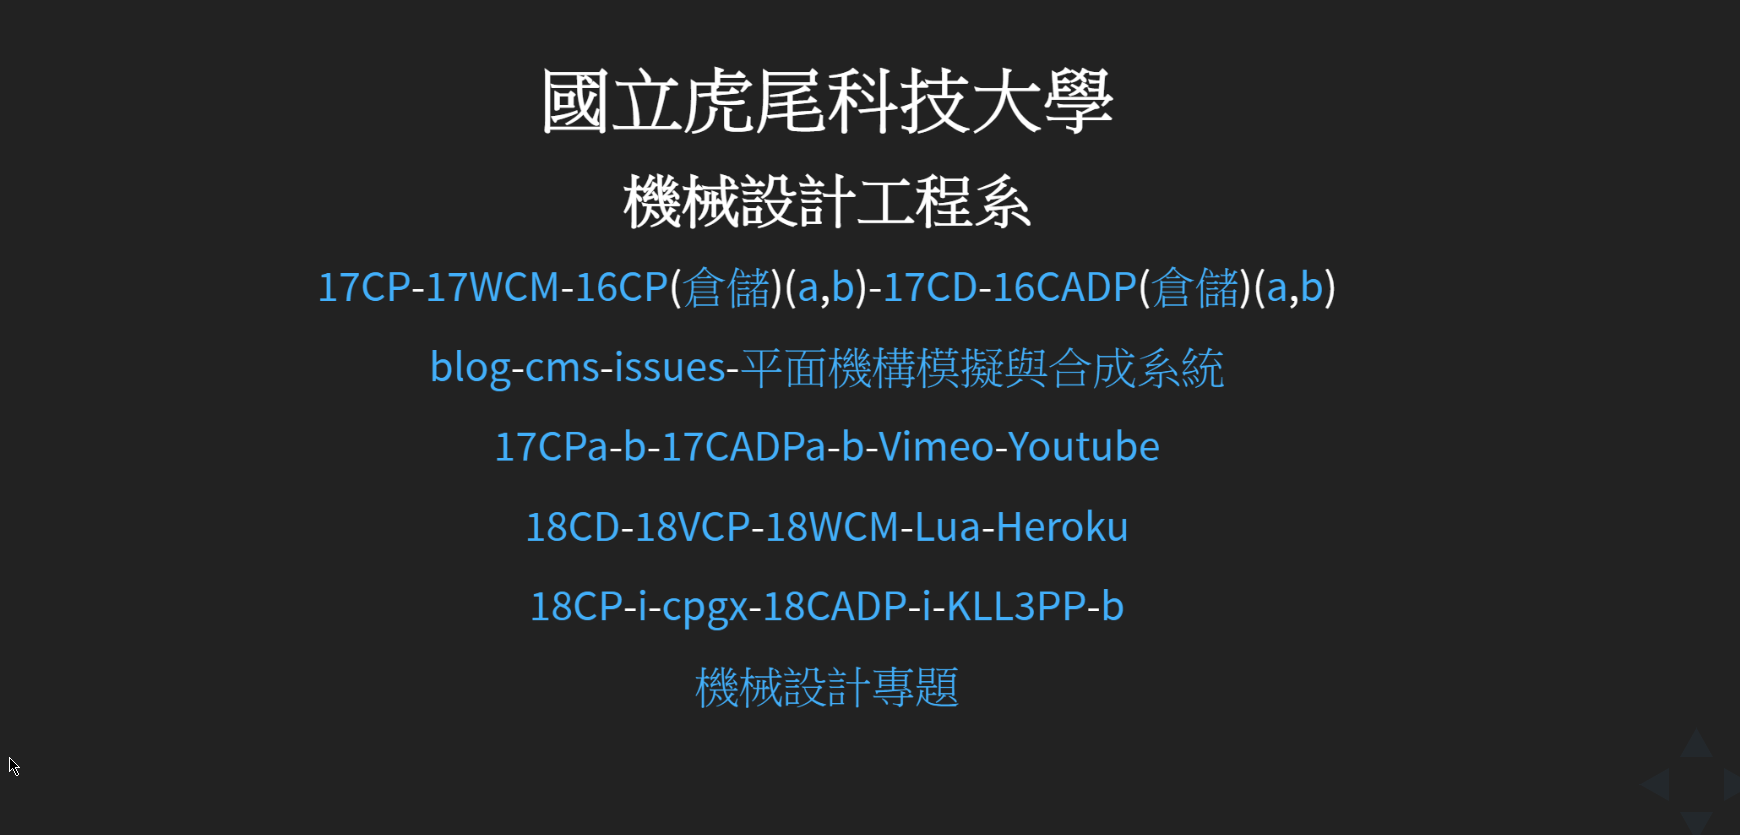 國立虎尾科技大學
機械設計工程系
17CP-17WCM-16CP(倉儲)(a,b)-17CD-16CADP(倉儲)(a,b)
blog-cms-issues-平面機構模擬與合成系統
17CPa-b-17CADPa-b-Vimeo-Youtube
18CD-18VCP-18WCM-Lua-Heroku
18CP-i-cpgx-18CADP-i-KLL3PP-b
機械設計專題